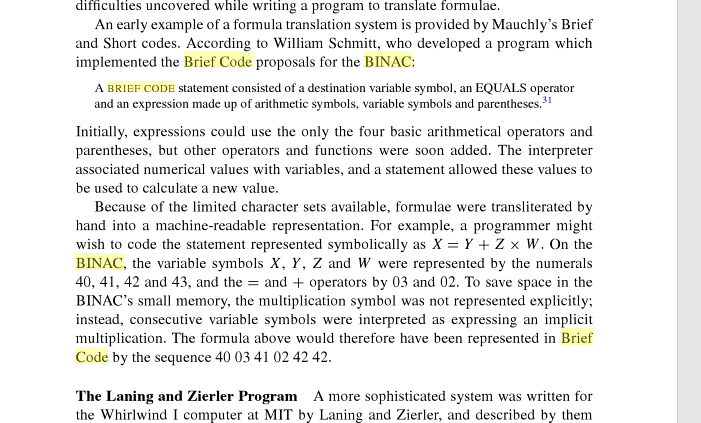 difficulties uncovered while writing a program to translate formulae.
An early example of a formula translation system is provided by Mauchly's Brief
and Short codes. According to William Schmitt, who developed a program which
implemented the Brief Code proposals for the BINAC:
A BRIEF CODE statement consisted of a destination variable symbol, an EQUALS operator
and an expression made up of arithmetic symbols, variable symbols and parentheses.31
Initially, expressions could use the only the four basic arithmetical operators and
parentheses, but other operators and functions were soon added. The interpreter
associated numerical values with variables, and a statement allowed these values to
be used to calculate a new value.
Because of the limited character sets available, formulae were transliterated by
hand into a machine-readable representation. For example, a programmer might
wish to code the statement represented symbolically as X = Y + Z × W. On the
BINAC, the variable symbols X, Y, Z and W were represented by the numerals
40, 41, 42 and 43, and the = and + operators by 03 and 02. To save space in the
BINAC's small memory, the multiplication symbol was not represented explicitly;
instead, consecutive variable symbols were interpreted as expressing an implicit
multiplication. The formula above would therefore have been represented in Brief
Code by the sequence 40 03 41 02 42 42.
The Laning and Zierler Program A more sophisticated system was written for
the Whirlwind I computer at MIT by Laning and Zierler, and described by them